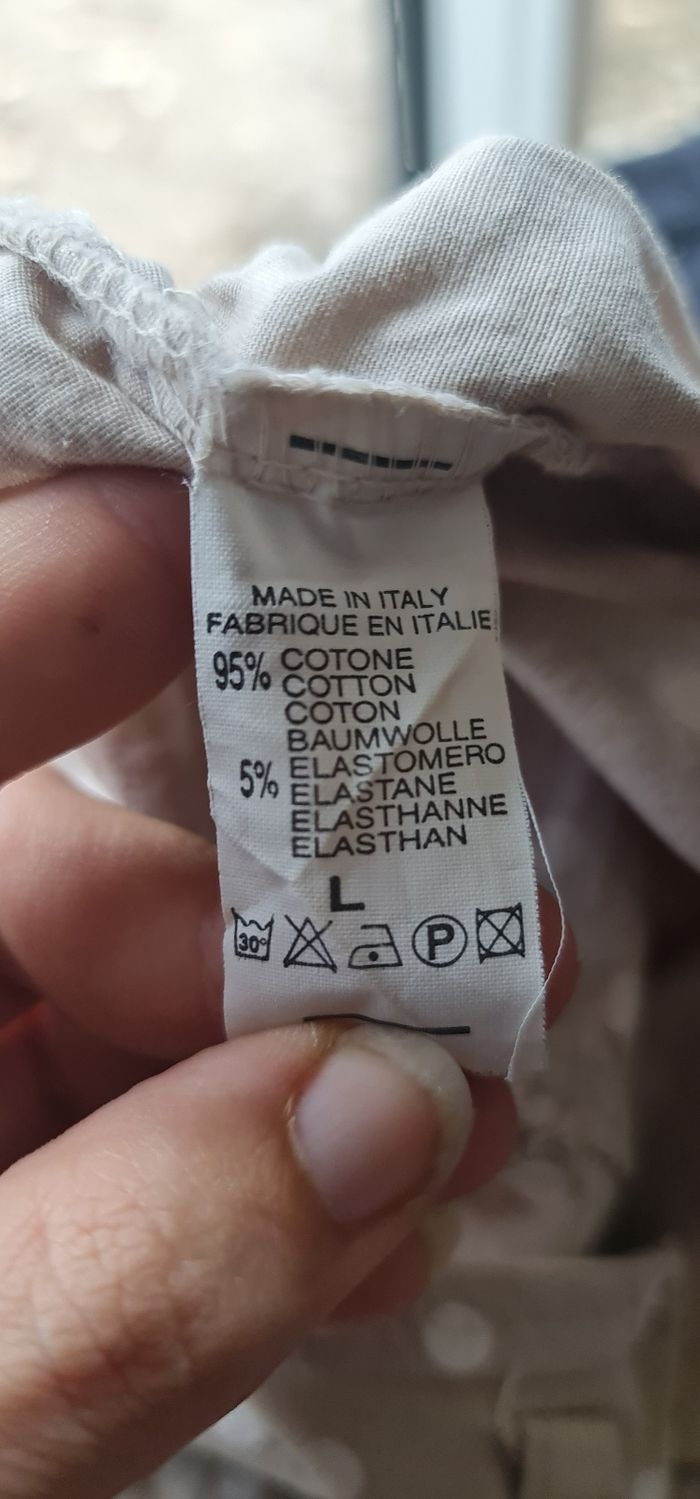 MADE IN ITALY
FABRIQUE EN ITALIE
95% COTONE
COTTON
COTON
BAUMWOLLE
5% ELASTOMERO
ELASTANE
ELASTHANNE
ELASTHAN
L
30° P